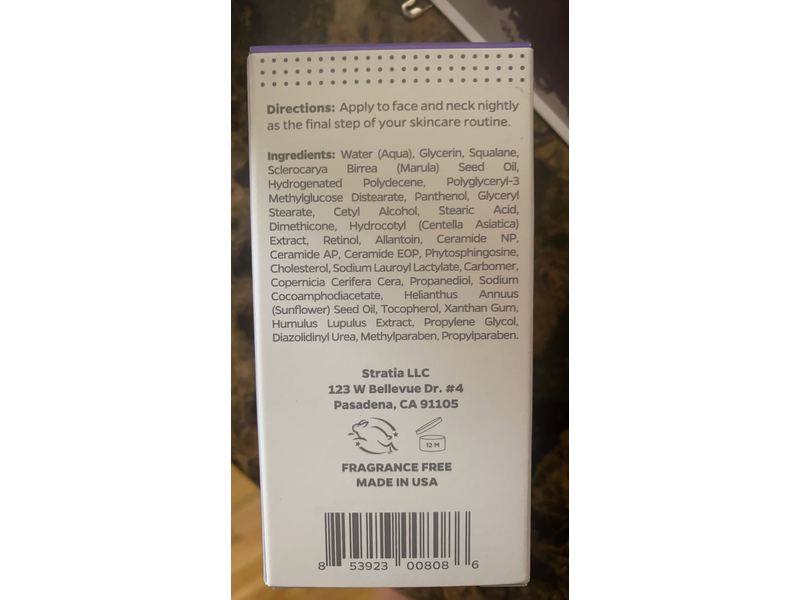 Directions: Apply to face and neck nightly
as the final step of your skincare routine.
Ingredients: Water (Aqua), Glycerin, Squalane,
Sclerocarya Birrea (Marula) Seed Oil,
Hydrogenated Polydecene, Polyglyceryl-3
Methylglucose Distearate, Panthenol, Glyceryl
Stearate, Cetyl Alcohol, Stearic Acid,
Dimethicone, Hydrocotyl (Centella Asiatica)
Extract, Retinol, Allantoin, Ceramide NP,
Ceramide AP, Ceramide EOP, Phytosphingosine,
Cholesterol, Sodium Lauroyl Lactylate, Carbomer,
Copernicia Cerifera Cera, Propanediol, Sodium
Cocoamphodiacetate, Helianthus Annuus
(Sunflower) Seed Oil, Tocopherol, Xanthan Gum,
Humulus Lupulus Extract, Propylene Glycol,
Diazolidinyl Urea, Methylparaben, Propylparaben.
Stratia LLC
123 W Bellevue Dr. #4
Pasadena, CA 91105
12 M
FRAGRANCE FREE
MADE IN USA
8 53923 00808 6